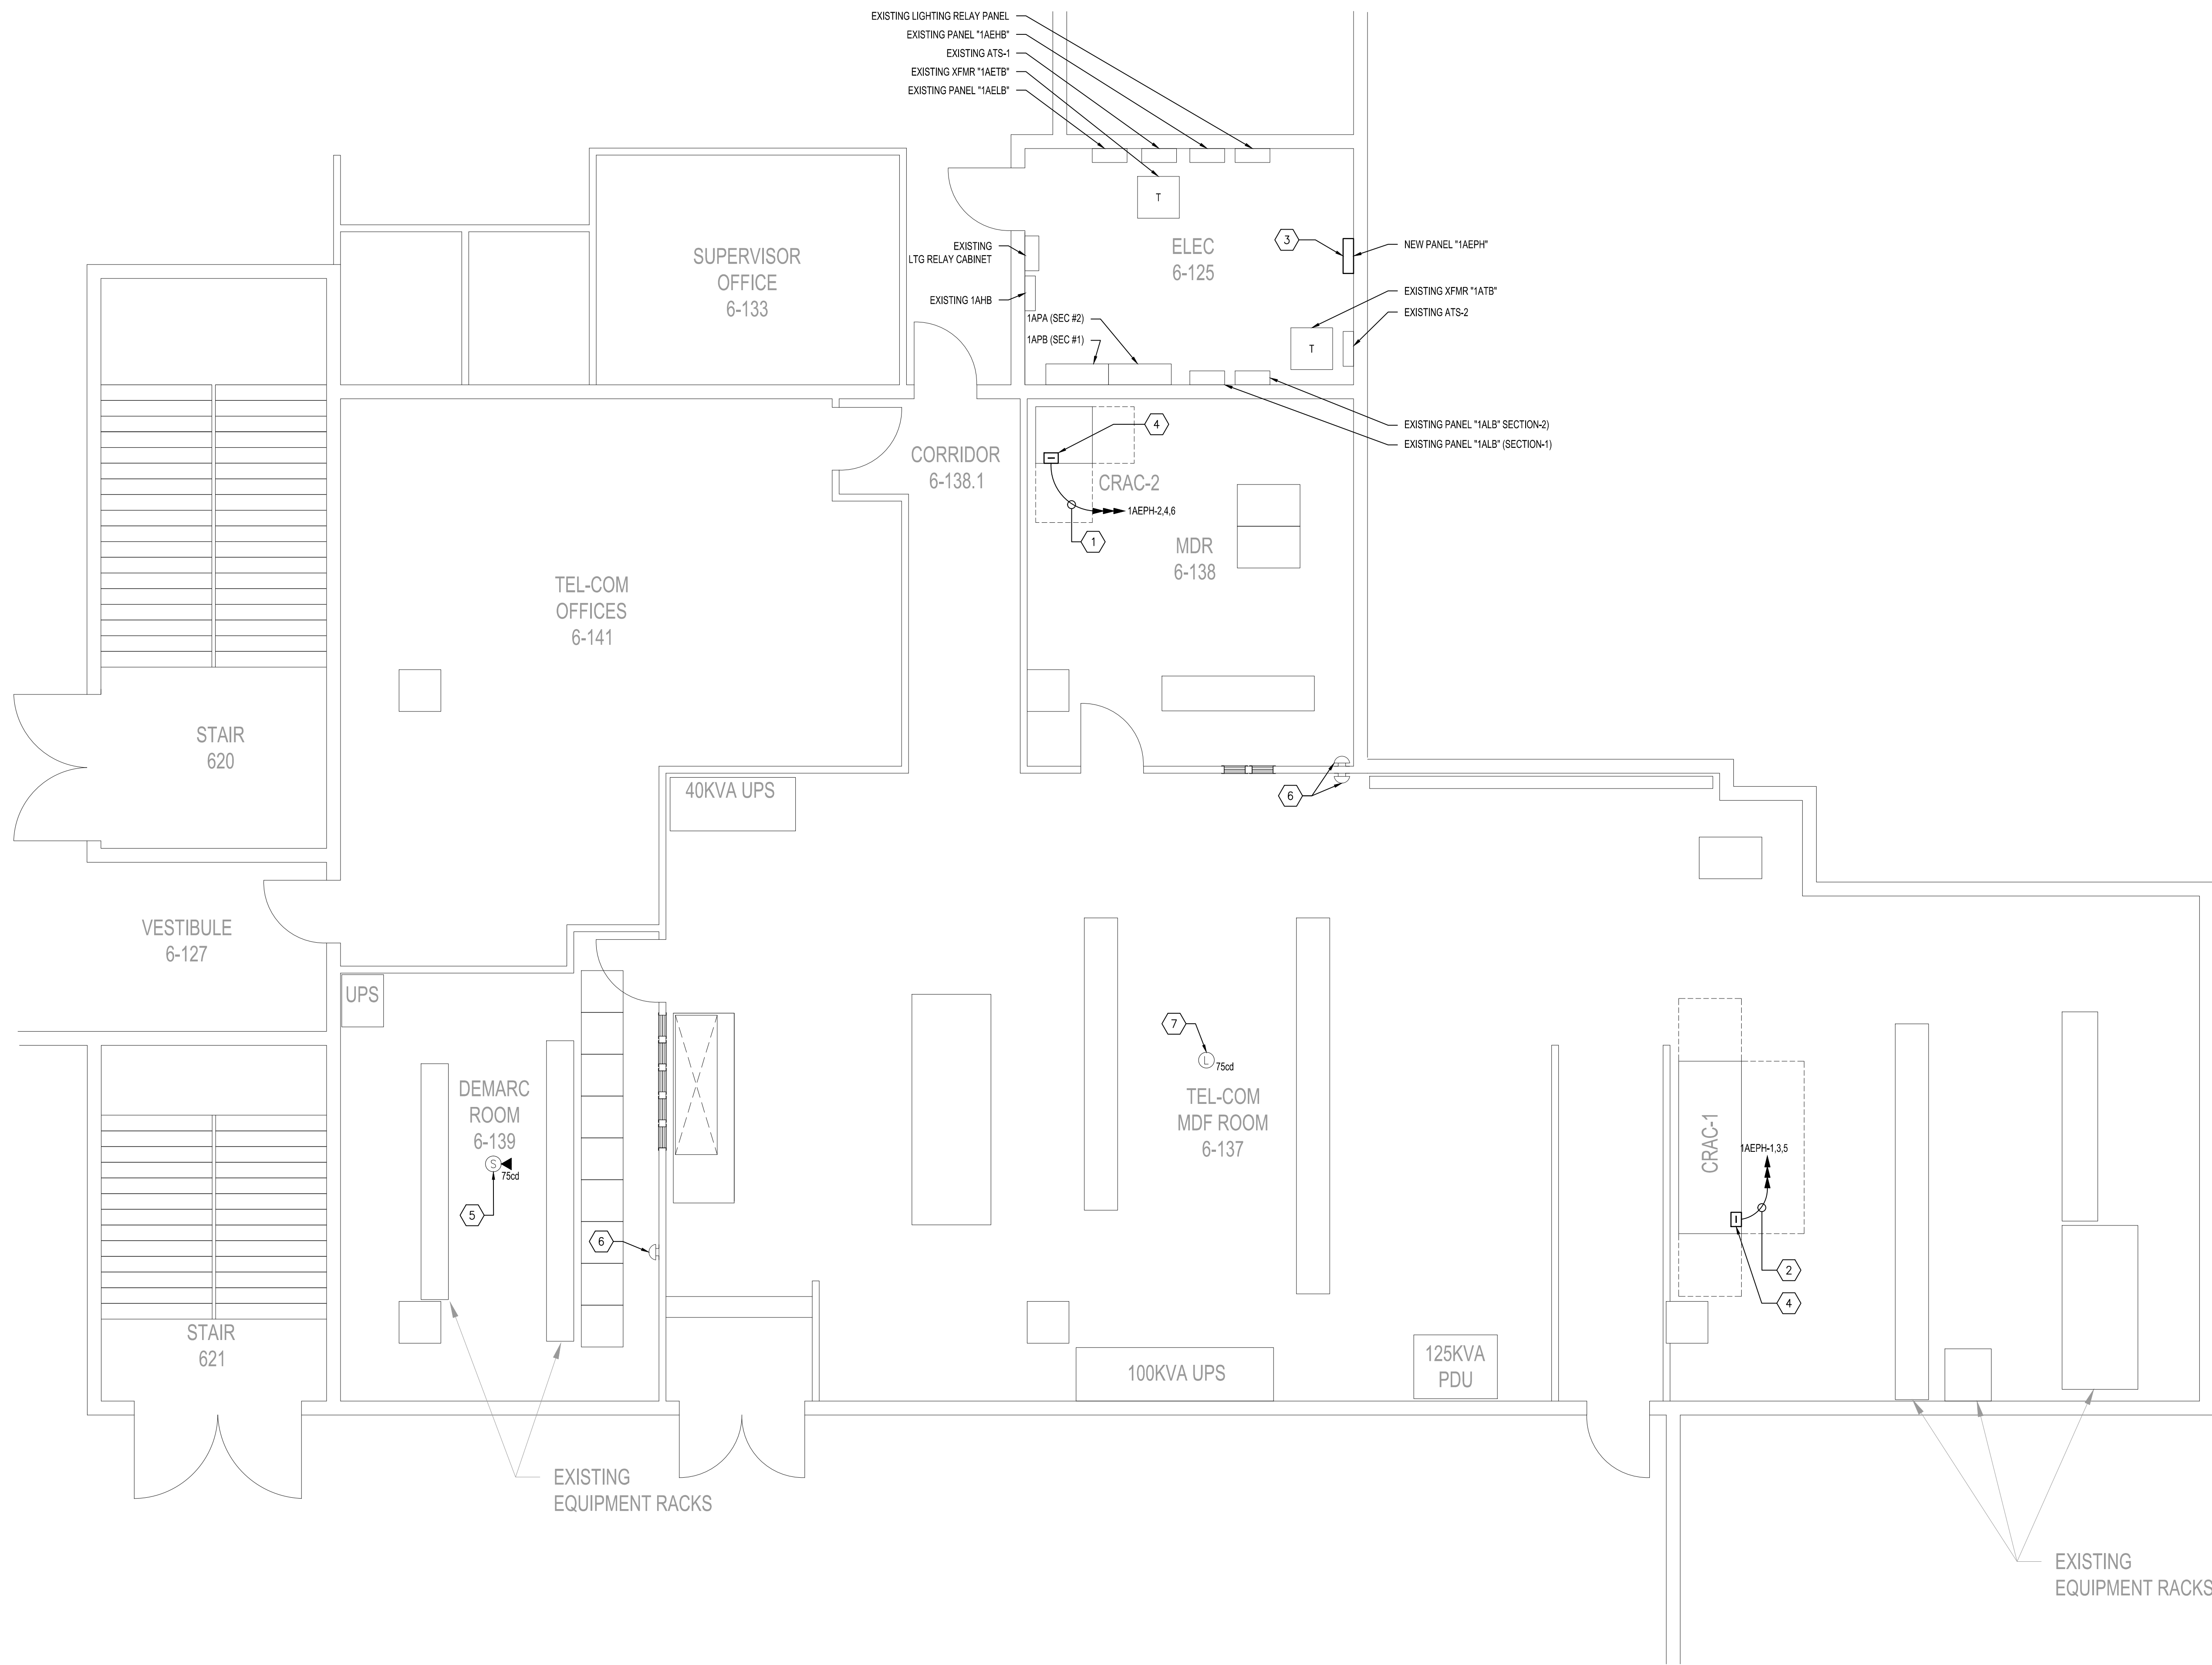 EXISTING LIGHTING RELAY PANEL
EXISTING PANEL "1AEHB"
EXISTING ATS-1
EXISTING XFMR "1AETB"
EXISTING PANEL "1AELB"
T
SUPERVISOR
OFFICE
6-133
EXISTING
LTG RELAY CABINET
ELEC
6-125
3
NEW PANEL "1AEPH"
EXISTING 1AHB
EXISTING XFMR "1ATB"
EXISTING ATS-2
1APA (SEC #2)
1APB (SEC #1)
T
EXISTING PANEL "1ALB" SECTION-2)
EXISTING PANEL "1ALB" (SECTION-1)
4
CORRIDOR
6-138.1
CRAC-2
1AEPH-2,4,6
1
MDR
6-138
TEL-COM
OFFICES
6-141
STAIR
620
40KVA UPS
6
VESTIBULE
6-127
UPS
7
L
75cd
DEMARC
ROOM
6-139
S
75cd
5
TEL-COM
MDF ROOM
6-137
CRAC-1
1AEPH-1,3,5
6
2
4
STAIR
621
100KVA UPS
125KVA
PDU
EXISTING
EQUIPMENT RACKS
EXISTING
EQUIPMENT RACKS